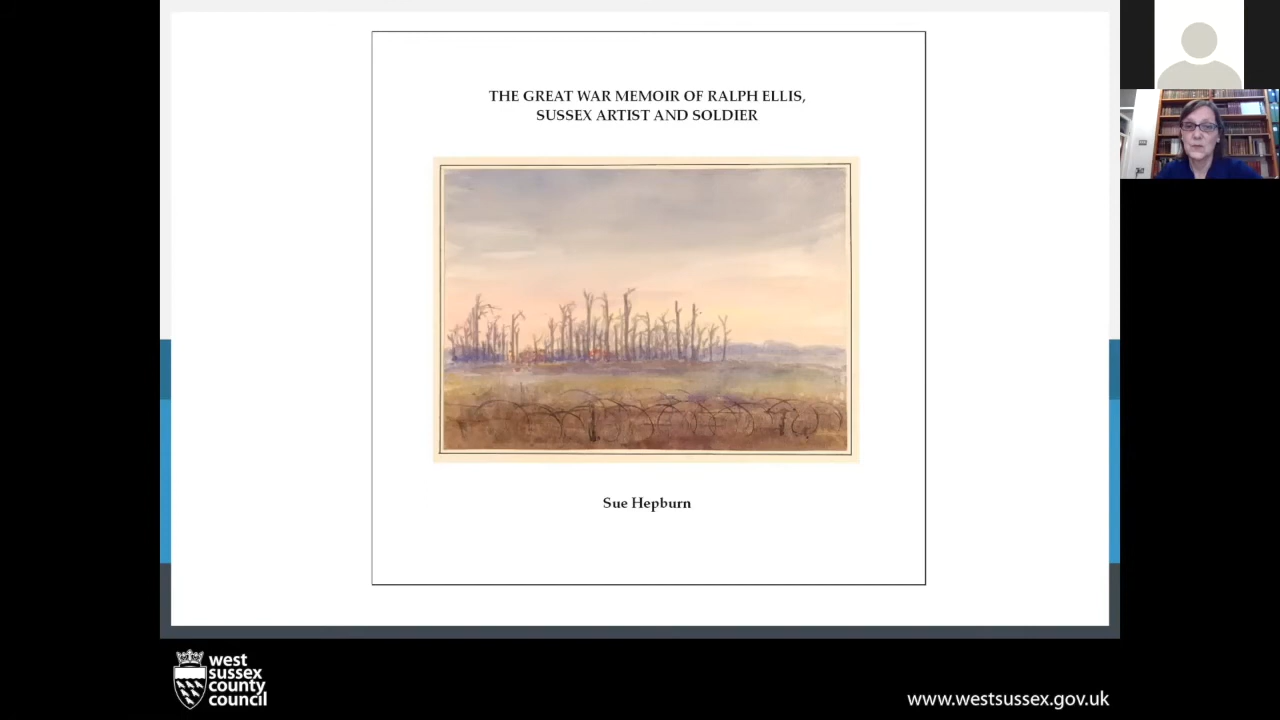 THE GREAT WAR MEMOIR OF RALPH ELLIS,
SUSSEX ARTIST AND SOLDIER
Sue Hepburn
west
sussex
county
council
www.westsussex.gov.uk